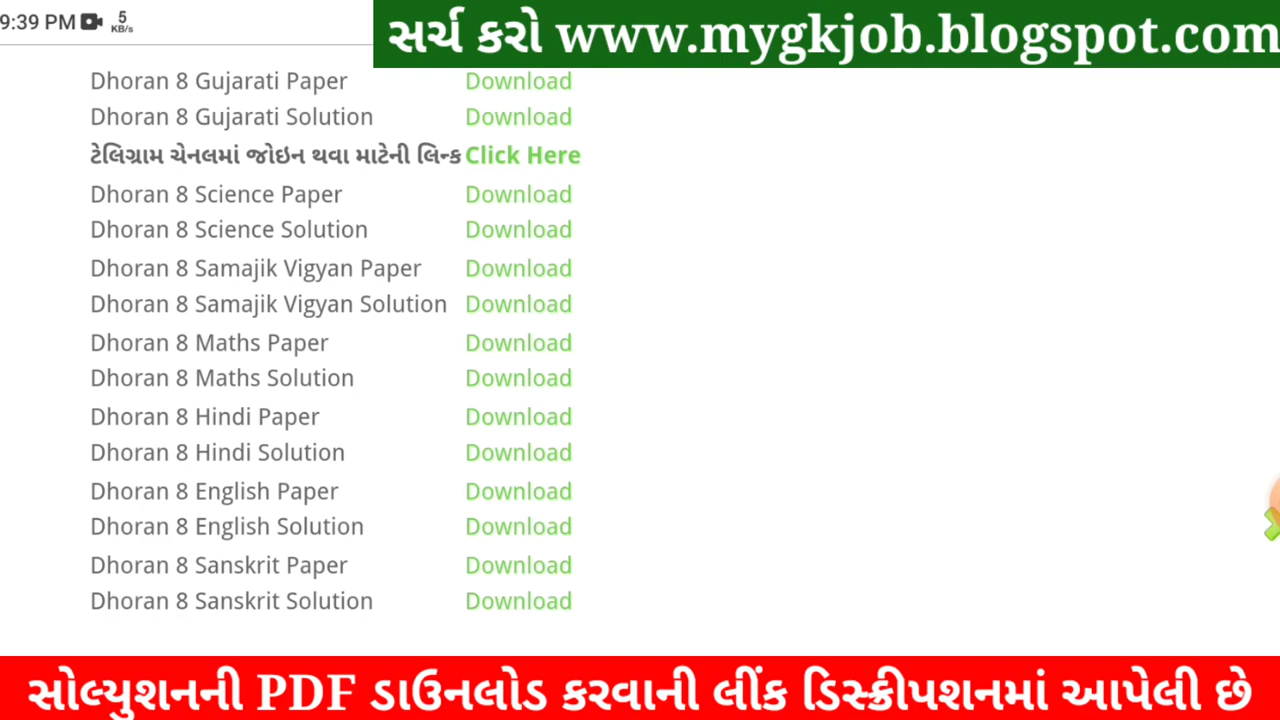 9:39 PM 5 KB/s
સર્ચ કરો www.mygkjob.blogspot.com
Dhoran 8 Gujarati Paper Download
Dhoran 8 Gujarati Solution Download
ટેલિગ્રામ ચેનલમાં જોઇન થવા માટેની લિન્ક Click Here
Dhoran 8 Science Paper Download
Dhoran 8 Science Solution Download
Dhoran 8 Samajik Vigyan Paper Download
Dhoran 8 Samajik Vigyan Solution Download
Dhoran 8 Maths Paper Download
Dhoran 8 Maths Solution Download
Dhoran 8 Hindi Paper Download
Dhoran 8 Hindi Solution Download
Dhoran 8 English Paper Download
Dhoran 8 English Solution Download
Dhoran 8 Sanskrit Paper Download
Dhoran 8 Sanskrit Solution Download
સોલ્યુશનની PDF ડાઉનલોડ કરવાની લીંક ડિસ્ક્રીપશનમાં આપેલી છે